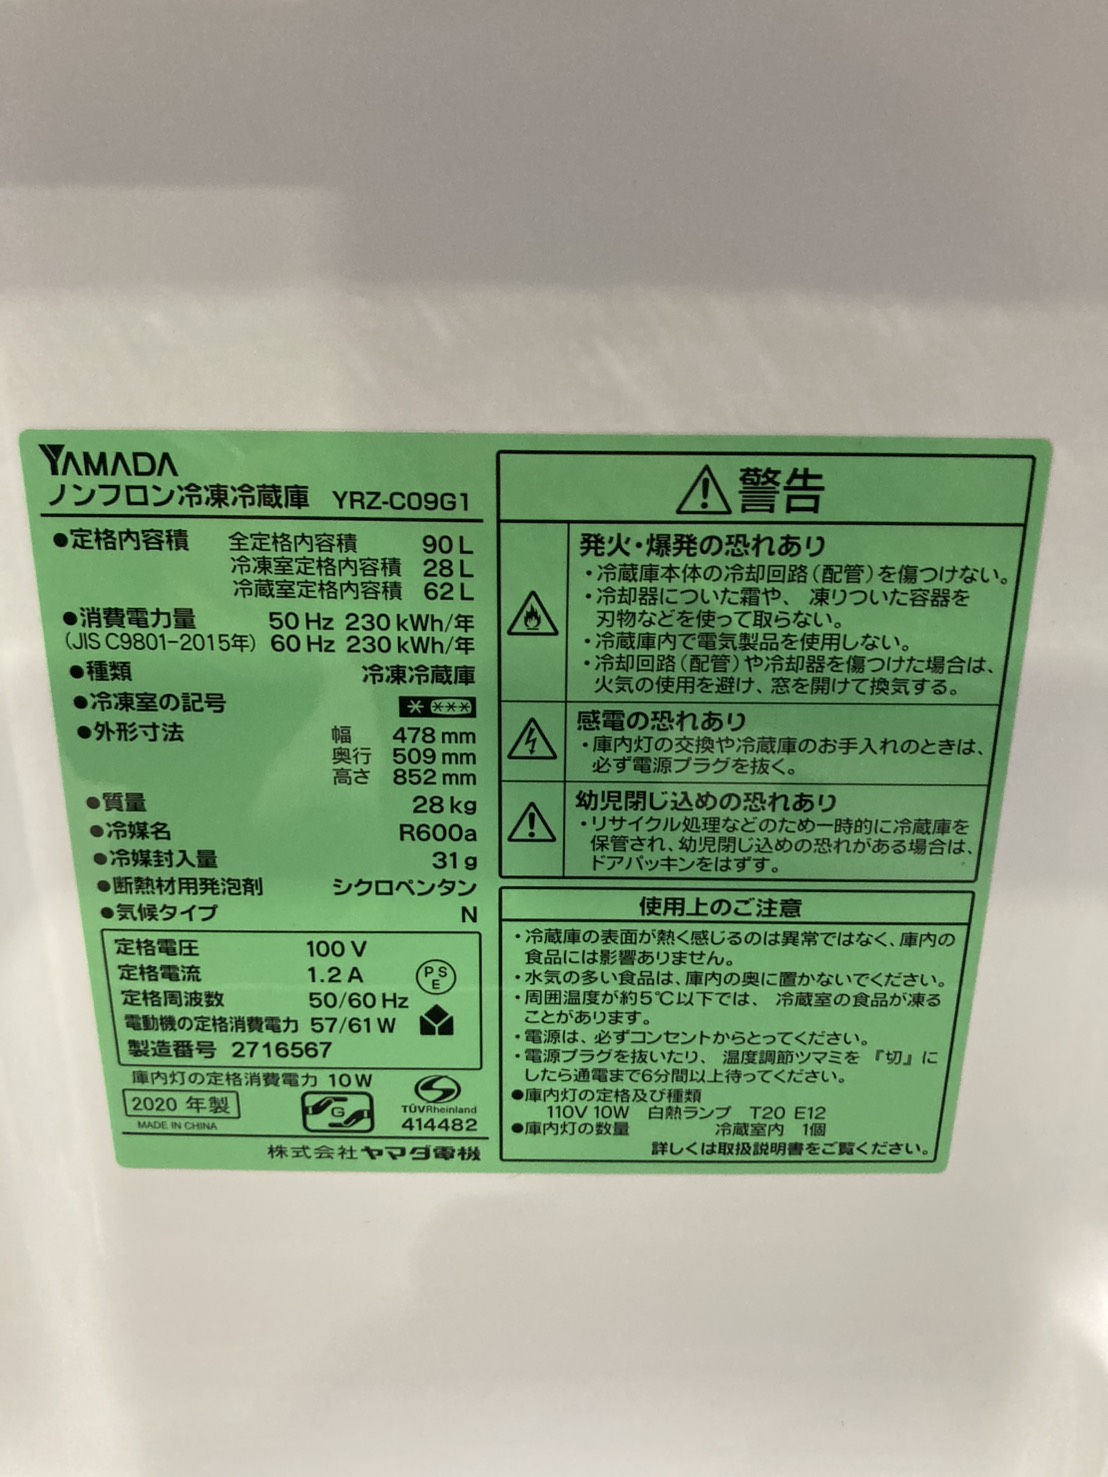 YAMADA
ノンフロン冷凍冷蔵庫 YRZ-C09G1
●定格内容積 全定格内容積 90 L
冷凍室定格内容積 28 L
冷蔵室定格内容積 62 L
●消費電力量 50 Hz 230 kWh/年
(JIS C9801-2015年) 60 Hz 230 kWh/年
●種類 冷凍冷蔵庫
●冷凍室の記号
●外形寸法 幅 478 mm
奥行 509 mm
高さ 852 mm
●質量 28 kg
●冷媒名 R600a
●冷媒封入量 31 g
●断熱材用発泡剤 シクロペンタン
●気候タイプ N
定格電圧 100 V
定格電流 1.2 A
PSE
定格周波数 50/60 Hz
電動機の定格消費電力 57/61 W
製造番号 2716567
庫内灯の定格消費電力 10 W
2020 年製
MADE IN CHINA
G
TÜVRheinland
414482
株式会社ヤマダ電機
警告
発火・爆発の恐れあり
・冷蔵庫本体の冷却回路(配管)を傷つけない。
・冷却器についた霜や、凍りついた容器を
刃物などを使って取らない。
・冷蔵庫内で電気製品を使用しない。
・冷却回路(配管)や冷却器を傷つけた場合は、
火気の使用を避け、窓を開けて換気する。
感電の恐れあり
・庫内灯の交換や冷蔵庫のお手入れのときは、
必ず電源プラグを抜く。
幼児閉じ込めの恐れあり
・リサイクル処理などのため一時的に冷蔵庫を
保管され、幼児閉じ込めの恐れがある場合は、
ドアパッキンをはずす。
使用上のご注意
・冷蔵庫の表面が熱く感じるのは異常ではなく、庫内の
食品には影響ありません。
・水気の多い食品は、庫内の奥に置かないでください。
・周囲温度が約5℃以下では、冷蔵室の食品が凍る
ことがあります。
・電源は、必ずコンセントからとってください。
・電源プラグを抜いたり、温度調節ツマミを『切』に
したら通電まで6分間以上待ってください。
●庫内灯の定格及び種類
110V 10W 白熱ランプ T20 E12
●庫内灯の数量 冷蔵室内 1個
詳しくは取扱説明書をご覧ください。